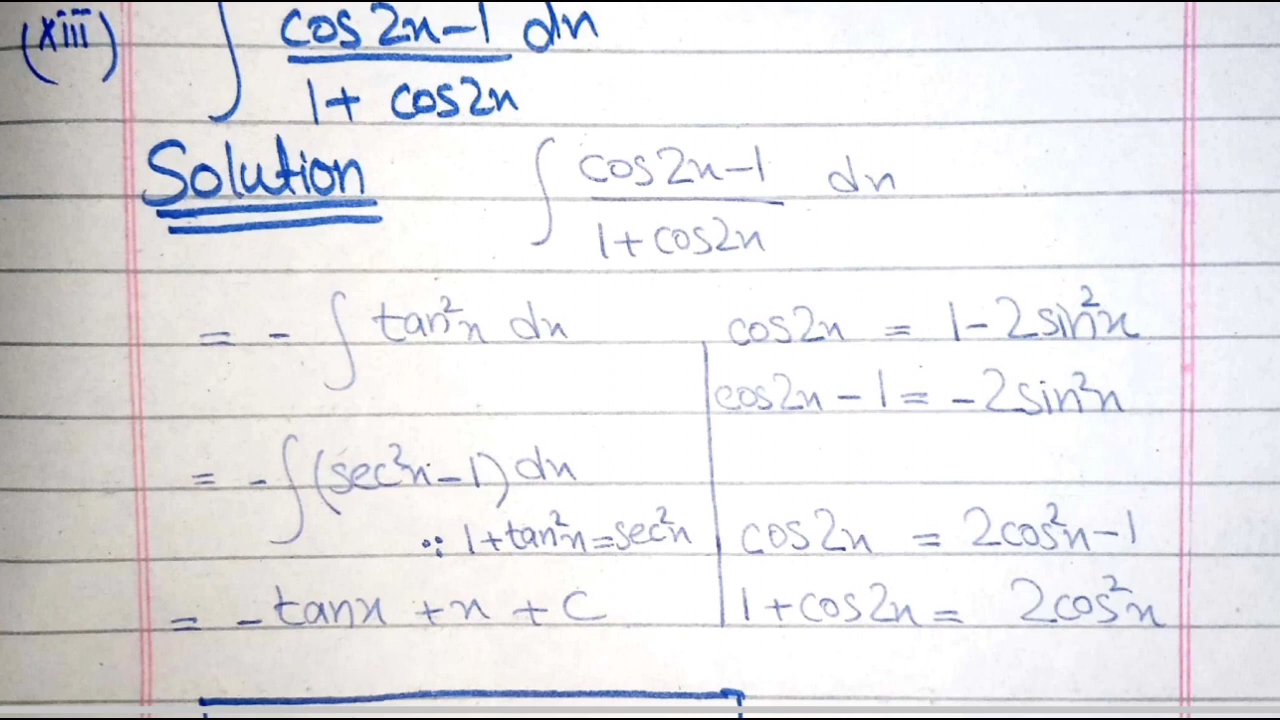 (xiii) ∫ cos 2x-1 / 1+ cos2x dx
Solution ∫ cos2x-1 / 1+cos2x dx
= - ∫ tan²x dx
= - ∫ (sec²x-1) dx
∵ 1+tan²x=sec²x
= -tanx +x + C
cos2x = 1-2sin²x
cos2x - 1 = -2sin²x
cos2x = 2cos²x-1
1+cos2x = 2cos²x